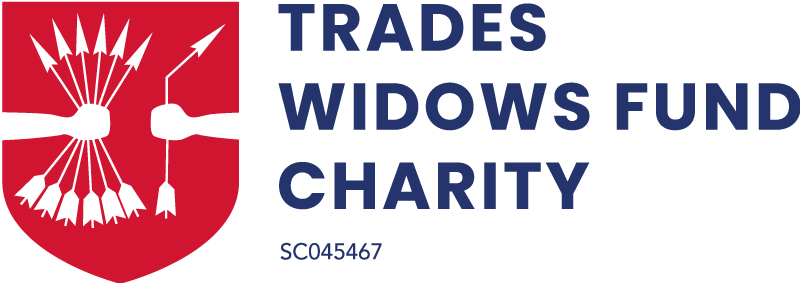 TRADES
WIDOWS FUND
CHARITY
SC045467